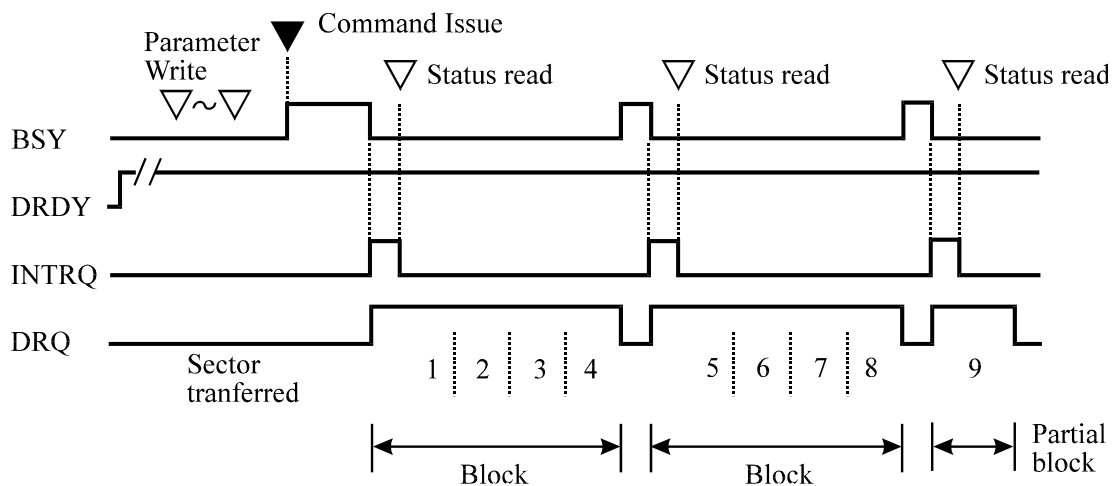 Command Issue
Parameter
Write
Status read
Status read
Status read
BSY
DRDY
INTRQ
DRQ
Sector
tranferred
1 2 3 4 5 6 7 8 9
Block
Block
Partial
block